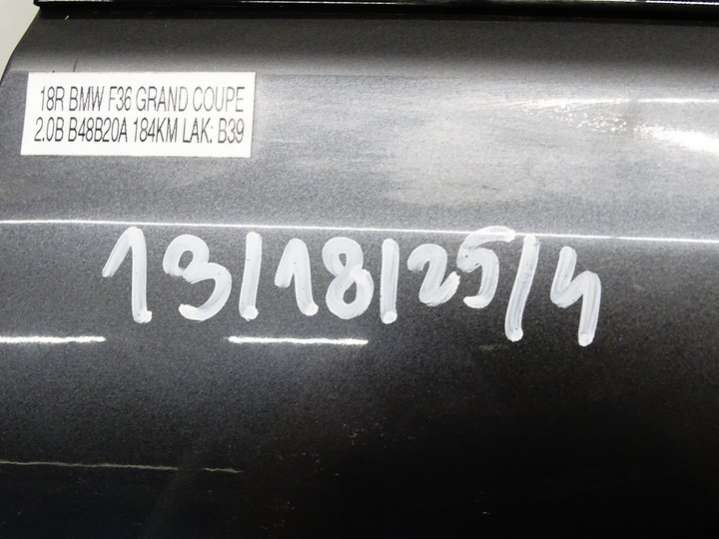 18R BMW F36 GRAND COUPE
2.0B B48B20A 184KM LAK: B39
13/18/25/4